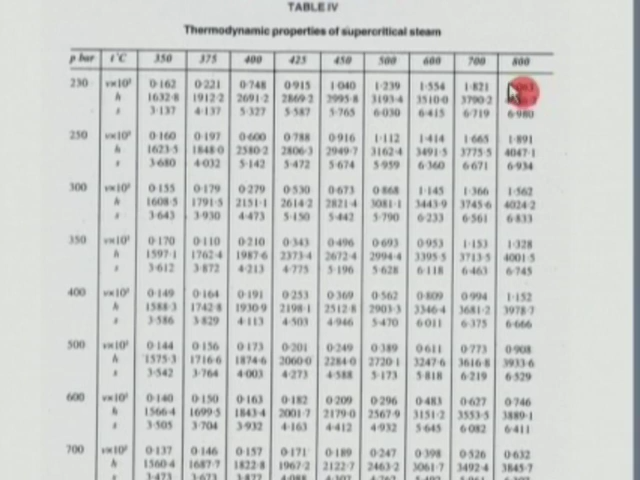 TABLE IV
Thermodynamic properties of supercritical steam
p bar t°C 350 375 400 425 450 500 600 700 800
230 v×10² 0·162 0·221 0·748 0·915 1·040 1·239 1·554 1·821
h 1632·8 1912·2 2691·2 2869·2 2995·8 3193·4 3510·0 3790·2
s 3·137 4·137 5·327 5·587 5·765 6·030 6·415 6·719 6·980
250 v×10² 0·160 0·197 0·600 0·788 0·916 1·112 1·414 1·665 1·891
h 1623·5 1848·0 2580·2 2806·3 2949·7 3162·4 3491·5 3775·5 4047·1
s 3·680 4·032 5·142 5·472 5·674 5·959 6·360 6·671 6·934
300 v×10² 0·155 0·179 0·279 0·530 0·673 0·868 1·145 1·366 1·562
h 1608·5 1791·5 2151·1 2614·2 2821·4 3081·1 3443·9 3745·6 4024·2
s 3·643 3·930 4·473 5·150 5·442 5·790 6·233 6·561 6·833
350 v×10² 0·170 0·110 0·210 0·343 0·496 0·693 0·953 1·153 1·328
h 1597·1 1762·4 1987·6 2373·4 2672·4 2994·4 3395·5 3713·5 4001·5
s 3·612 3·872 4·213 4·775 5·196 5·628 6·118 6·463 6·745
400 v×10² 0·149 0·164 0·191 0·253 0·369 0·562 0·809 0·994 1·152
h 1588·3 1742·8 1930·9 2198·1 2512·8 2903·3 3346·4 3681·2 3978·7
s 3·586 3·829 4·113 4·503 4·946 5·470 6·011 6·375 6·666
500 v×10² 0·144 0·156 0·173 0·201 0·249 0·389 0·611 0·773 0·908
h 1575·3 1716·6 1874·6 2060·0 2284·0 2720·1 3247·6 3616·8 3933·6
s 3·542 3·764 4·003 4·273 4·588 5·173 5·818 6·219 6·529
600 v×10² 0·140 0·150 0·163 0·182 0·209 0·296 0·483 0·627 0·746
h 1566·4 1699·5 1843·4 2001·7 2179·0 2567·9 3151·2 3553·5 3889·1
s 3·505 3·704 3·932 4·163 4·412 4·932 5·645 6·082 6·411
700 v×10² 0·137 0·146 0·157 0·171 0·189 0·247 0·398 0·526 0·632
h 1560·4 1687·7 1822·8 1967·2 2122·7 2463·2 3061·7 3492·4 3845·7